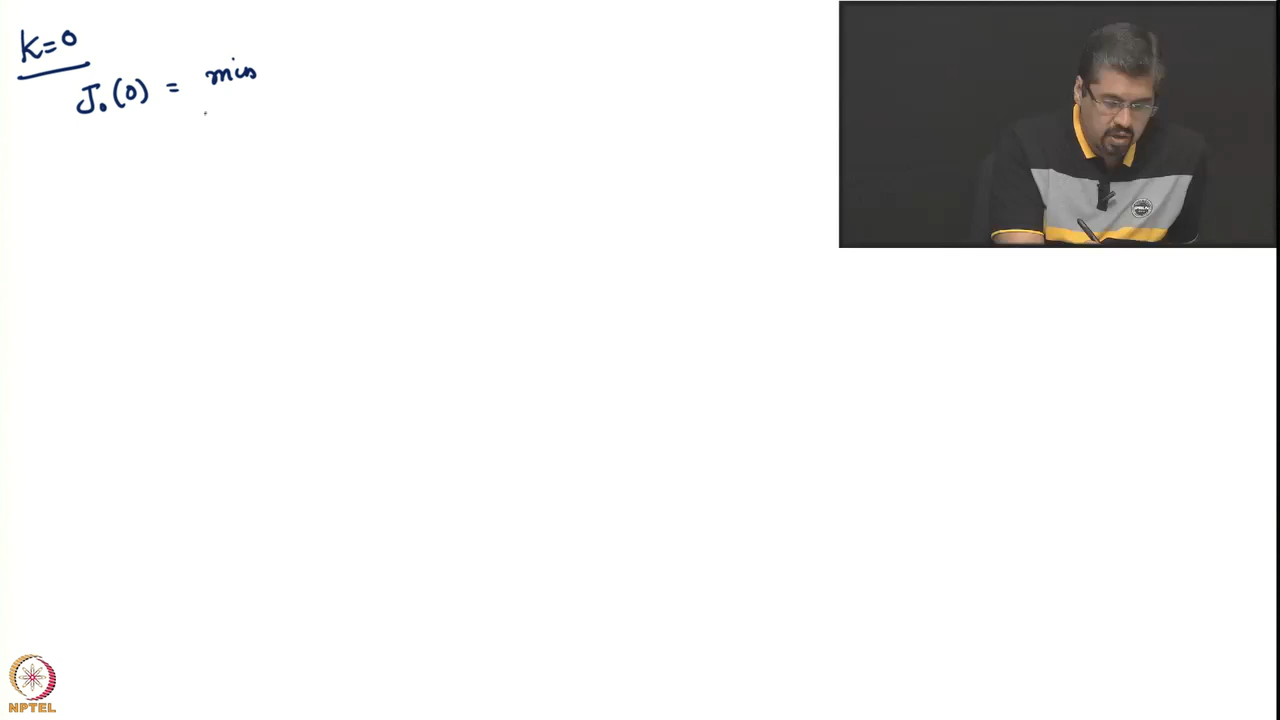 K=0
J₀(0) = min
NPTEL